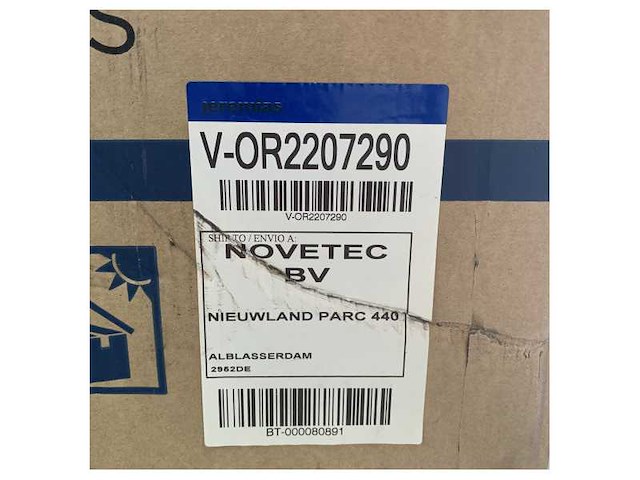 S
V-OR2207290
V-OR2207290
SHIP TO / ENVIO A:
NOVETEC
BV
NIEUWLAND PARC 440
ALBLASSERDAM
2952DE
BT-000080891